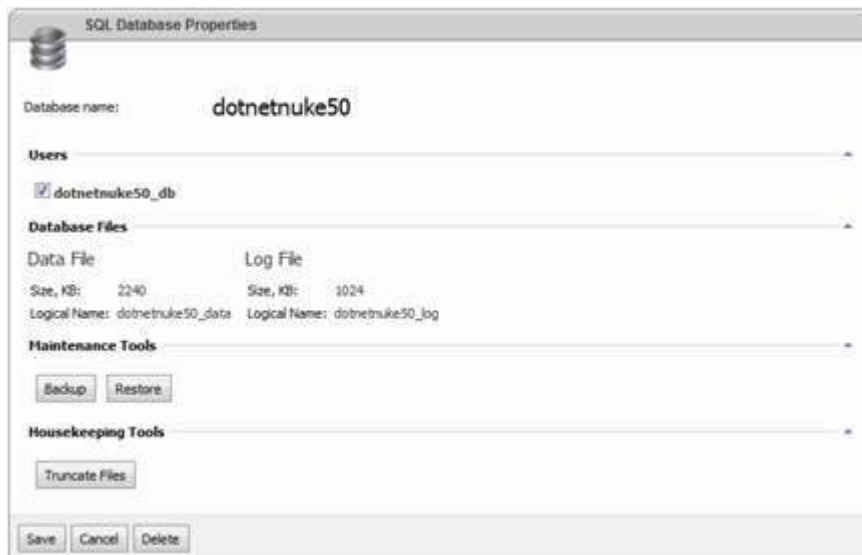 SQL Database Properties
Database name: dotnetnuke50
Users
dotnetnuke50_db
Database Files
Data File Log File
Size, KB: 2240 Size, KB: 1024
Logical Name: dotnetnuke50_data Logical Name: dotnetnuke50_log
Maintenance Tools
Backup Restore
Housekeeping Tools
Truncate Files
Save Cancel Delete